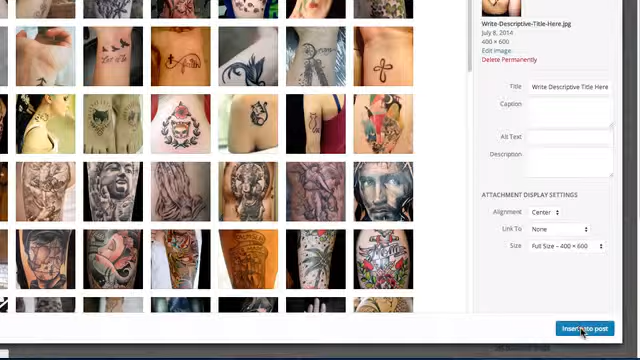 Write-Descriptive-Title-Here.jpg
July 8, 2014
400 × 600
Edit image
Delete Permanently
Title Write Descriptive Title Here
Caption
Alt Text
Description
ATTACHMENT DISPLAY SETTINGS
Alignment Center
Link To None
Size Full Size – 400 × 600
Insert into post